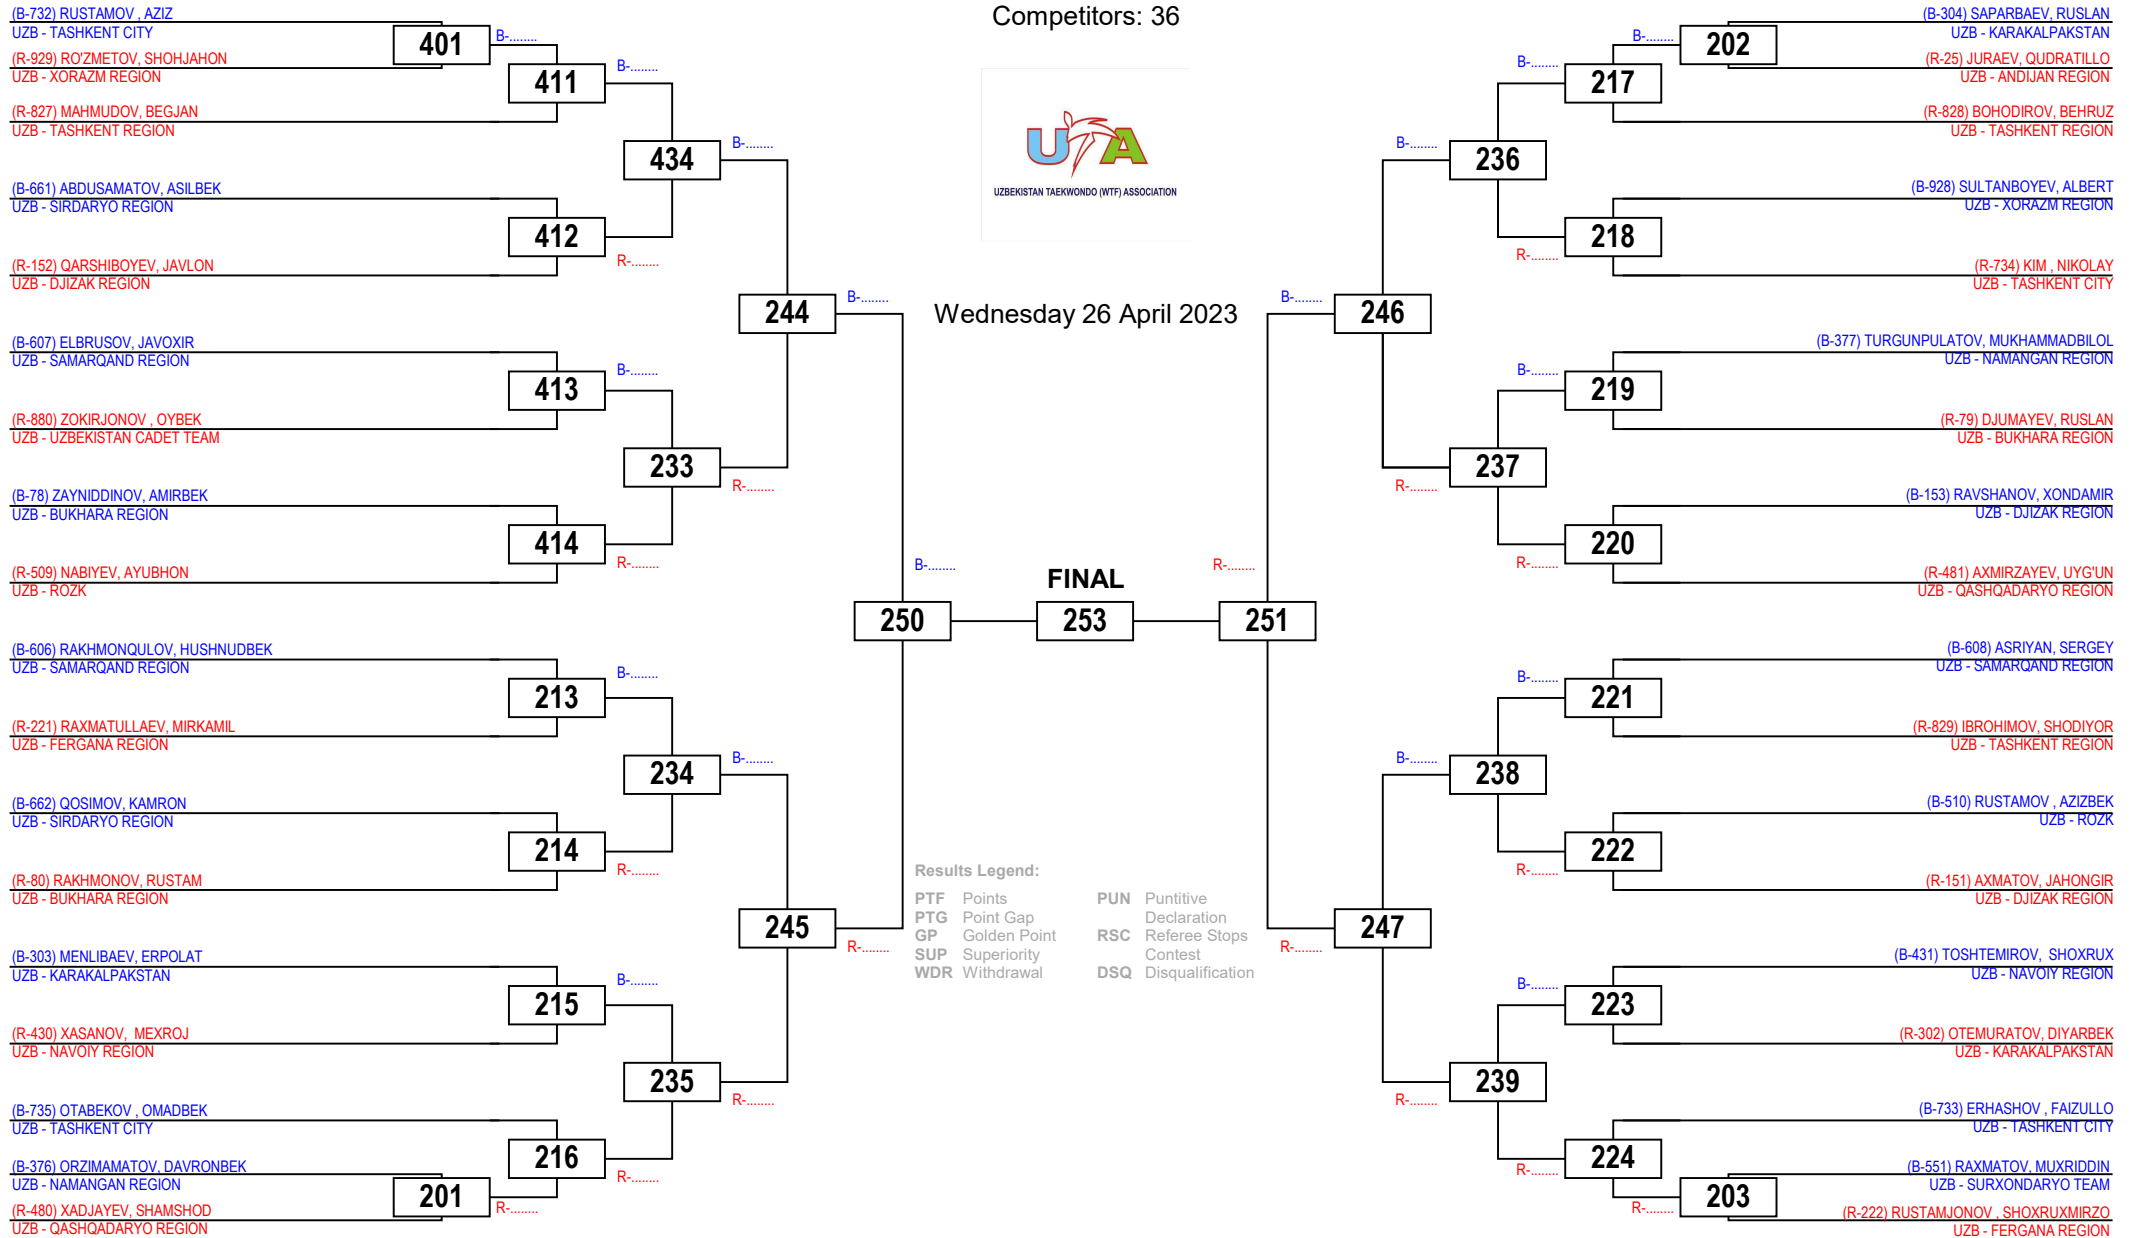 Competitors: 36
UTA
UZBEKISTAN TAEKWONDO (WTF) ASSOCIATION
Wednesday 26 April 2023
(B-732) RUSTAMOV , AZIZ
UZB - TASHKENT CITY
401
B-........
(R-929) RO'ZMETOV, SHOHJAHON
UZB - XORAZM REGION
411
B-........
(R-827) MAHMUDOV, BEGJAN
UZB - TASHKENT REGION
434
B-........
(B-661) ABDUSAMATOV, ASILBEK
UZB - SIRDARYO REGION
412
R-........
(R-152) QARSHIBOYEV, JAVLON
UZB - DJIZAK REGION
244
B-........
(B-607) ELBRUSOV, JAVOXIR
UZB - SAMARQAND REGION
413
B-........
(R-880) ZOKIRJONOV , OYBEK
UZB - UZBEKISTAN CADET TEAM
233
R-........
(B-78) ZAYNIDDINOV, AMIRBEK
UZB - BUKHARA REGION
414
R-........
(R-509) NABIYEV, AYUBHON
UZB - ROZK
B-........
250
(B-606) RAKHMONQULOV, HUSHNUDBEK
UZB - SAMARQAND REGION
213
B-........
(R-221) RAXMATULLAEV, MIRKAMIL
UZB - FERGANA REGION
234
B-........
(B-662) QOSIMOV, KAMRON
UZB - SIRDARYO REGION
214
R-........
(R-80) RAKHMONOV, RUSTAM
UZB - BUKHARA REGION
245
R-........
(B-303) MENLIBAEV, ERPOLAT
UZB - KARAKALPAKSTAN
215
B-........
(R-430) XASANOV, MEXROJ
UZB - NAVOIY REGION
235
R-........
(B-735) OTABEKOV , OMADBEK
UZB - TASHKENT CITY
216
R-........
(B-376) ORZIMAMATOV, DAVRONBEK
UZB - NAMANGAN REGION
201
R-........
(R-480) XADJAYEV, SHAMSHOD
UZB - QASHQADARYO REGION
FINAL
253
Results Legend:
PTF Points
PTG Point Gap
GP Golden Point
SUP Superiority
WDR Withdrawal
PUN Puntitive
Declaration
RSC Referee Stops
Contest
DSQ Disqualification
(B-304) SAPARBAEV, RUSLAN
UZB - KARAKALPAKSTAN
B-........
202
(R-25) JURAEV, QUDRATILLO
UZB - ANDIJAN REGION
B-........
217
(R-828) BOHODIROV, BEHRUZ
UZB - TASHKENT REGION
B-........
236
(B-928) SULTANBOYEV, ALBERT
UZB - XORAZM REGION
R-........
218
(R-734) KIM , NIKOLAY
UZB - TASHKENT CITY
B-........
246
(B-377) TURGUNPULATOV, MUKHAMMADBILOL
UZB - NAMANGAN REGION
B-........
219
(R-79) DJUMAYEV, RUSLAN
UZB - BUKHARA REGION
R-........
237
(B-153) RAVSHANOV, XONDAMIR
UZB - DJIZAK REGION
R-........
220
(R-481) AXMIRZAYEV, UYG'UN
UZB - QASHQADARYO REGION
R-........
251
(B-608) ASRIYAN, SERGEY
UZB - SAMARQAND REGION
B-........
221
(R-829) IBROHIMOV, SHODIYOR
UZB - TASHKENT REGION
B-........
238
(B-510) RUSTAMOV , AZIZBEK
UZB - ROZK
R-........
222
(R-151) AXMATOV, JAHONGIR
UZB - DJIZAK REGION
R-........
247
(B-431) TOSHTEMIROV, SHOXRUX
UZB - NAVOIY REGION
B-........
223
(R-302) OTEMURATOV, DIYARBEK
UZB - KARAKALPAKSTAN
R-........
239
(B-733) ERHASHOV , FAIZULLO
UZB - TASHKENT CITY
R-........
224
(B-551) RAXMATOV, MUXRIDDIN
UZB - SURXONDARYO TEAM
R-........
203
(R-222) RUSTAMJONOV , SHOXRUXMIRZO
UZB - FERGANA REGION